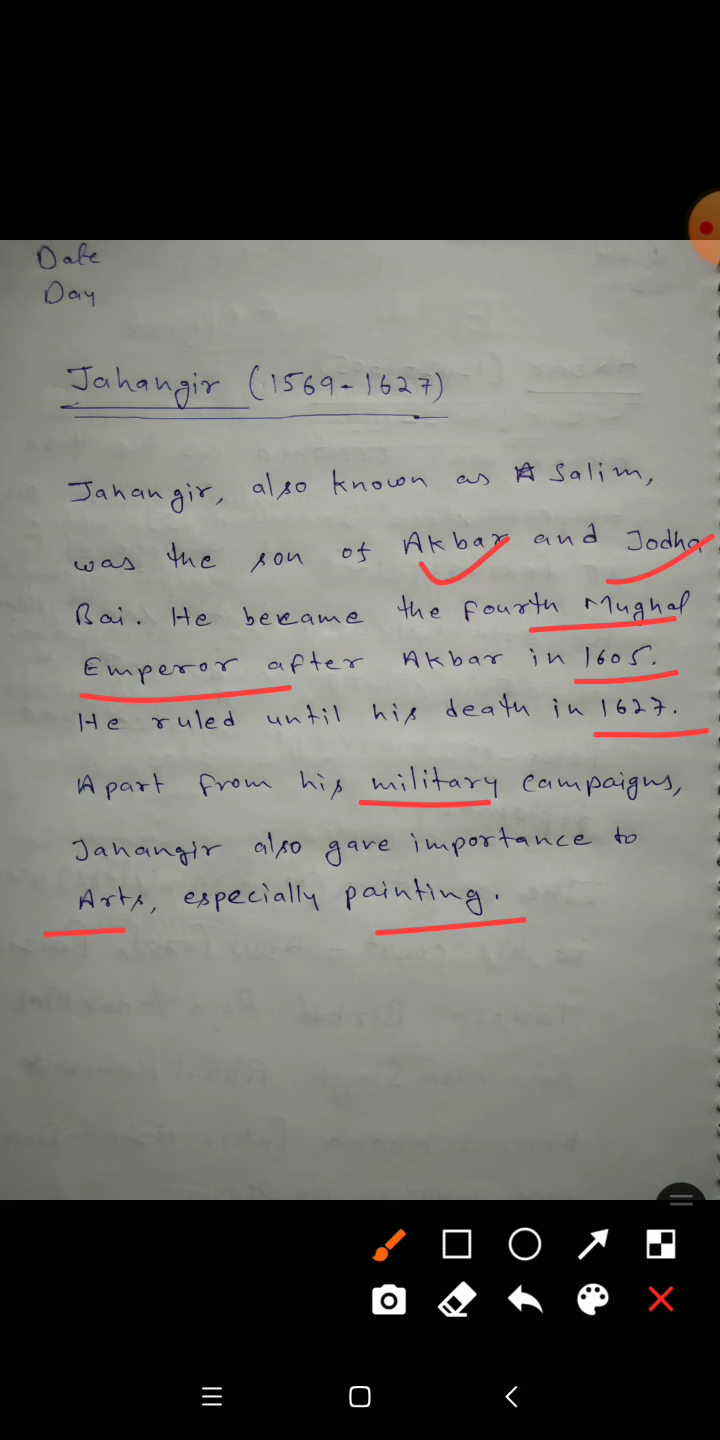 Date
Day
Jahangir (1569-1627)
Jahangir, also known as Salim,
was the son of Akbar and Jodha
Bai. He became the fourth Mughal
Emperor after Akbar in 1605.
He ruled until his death in 1627.
Apart from his military campaigns,
Jahangir also gave importance to
Arts, especially painting.